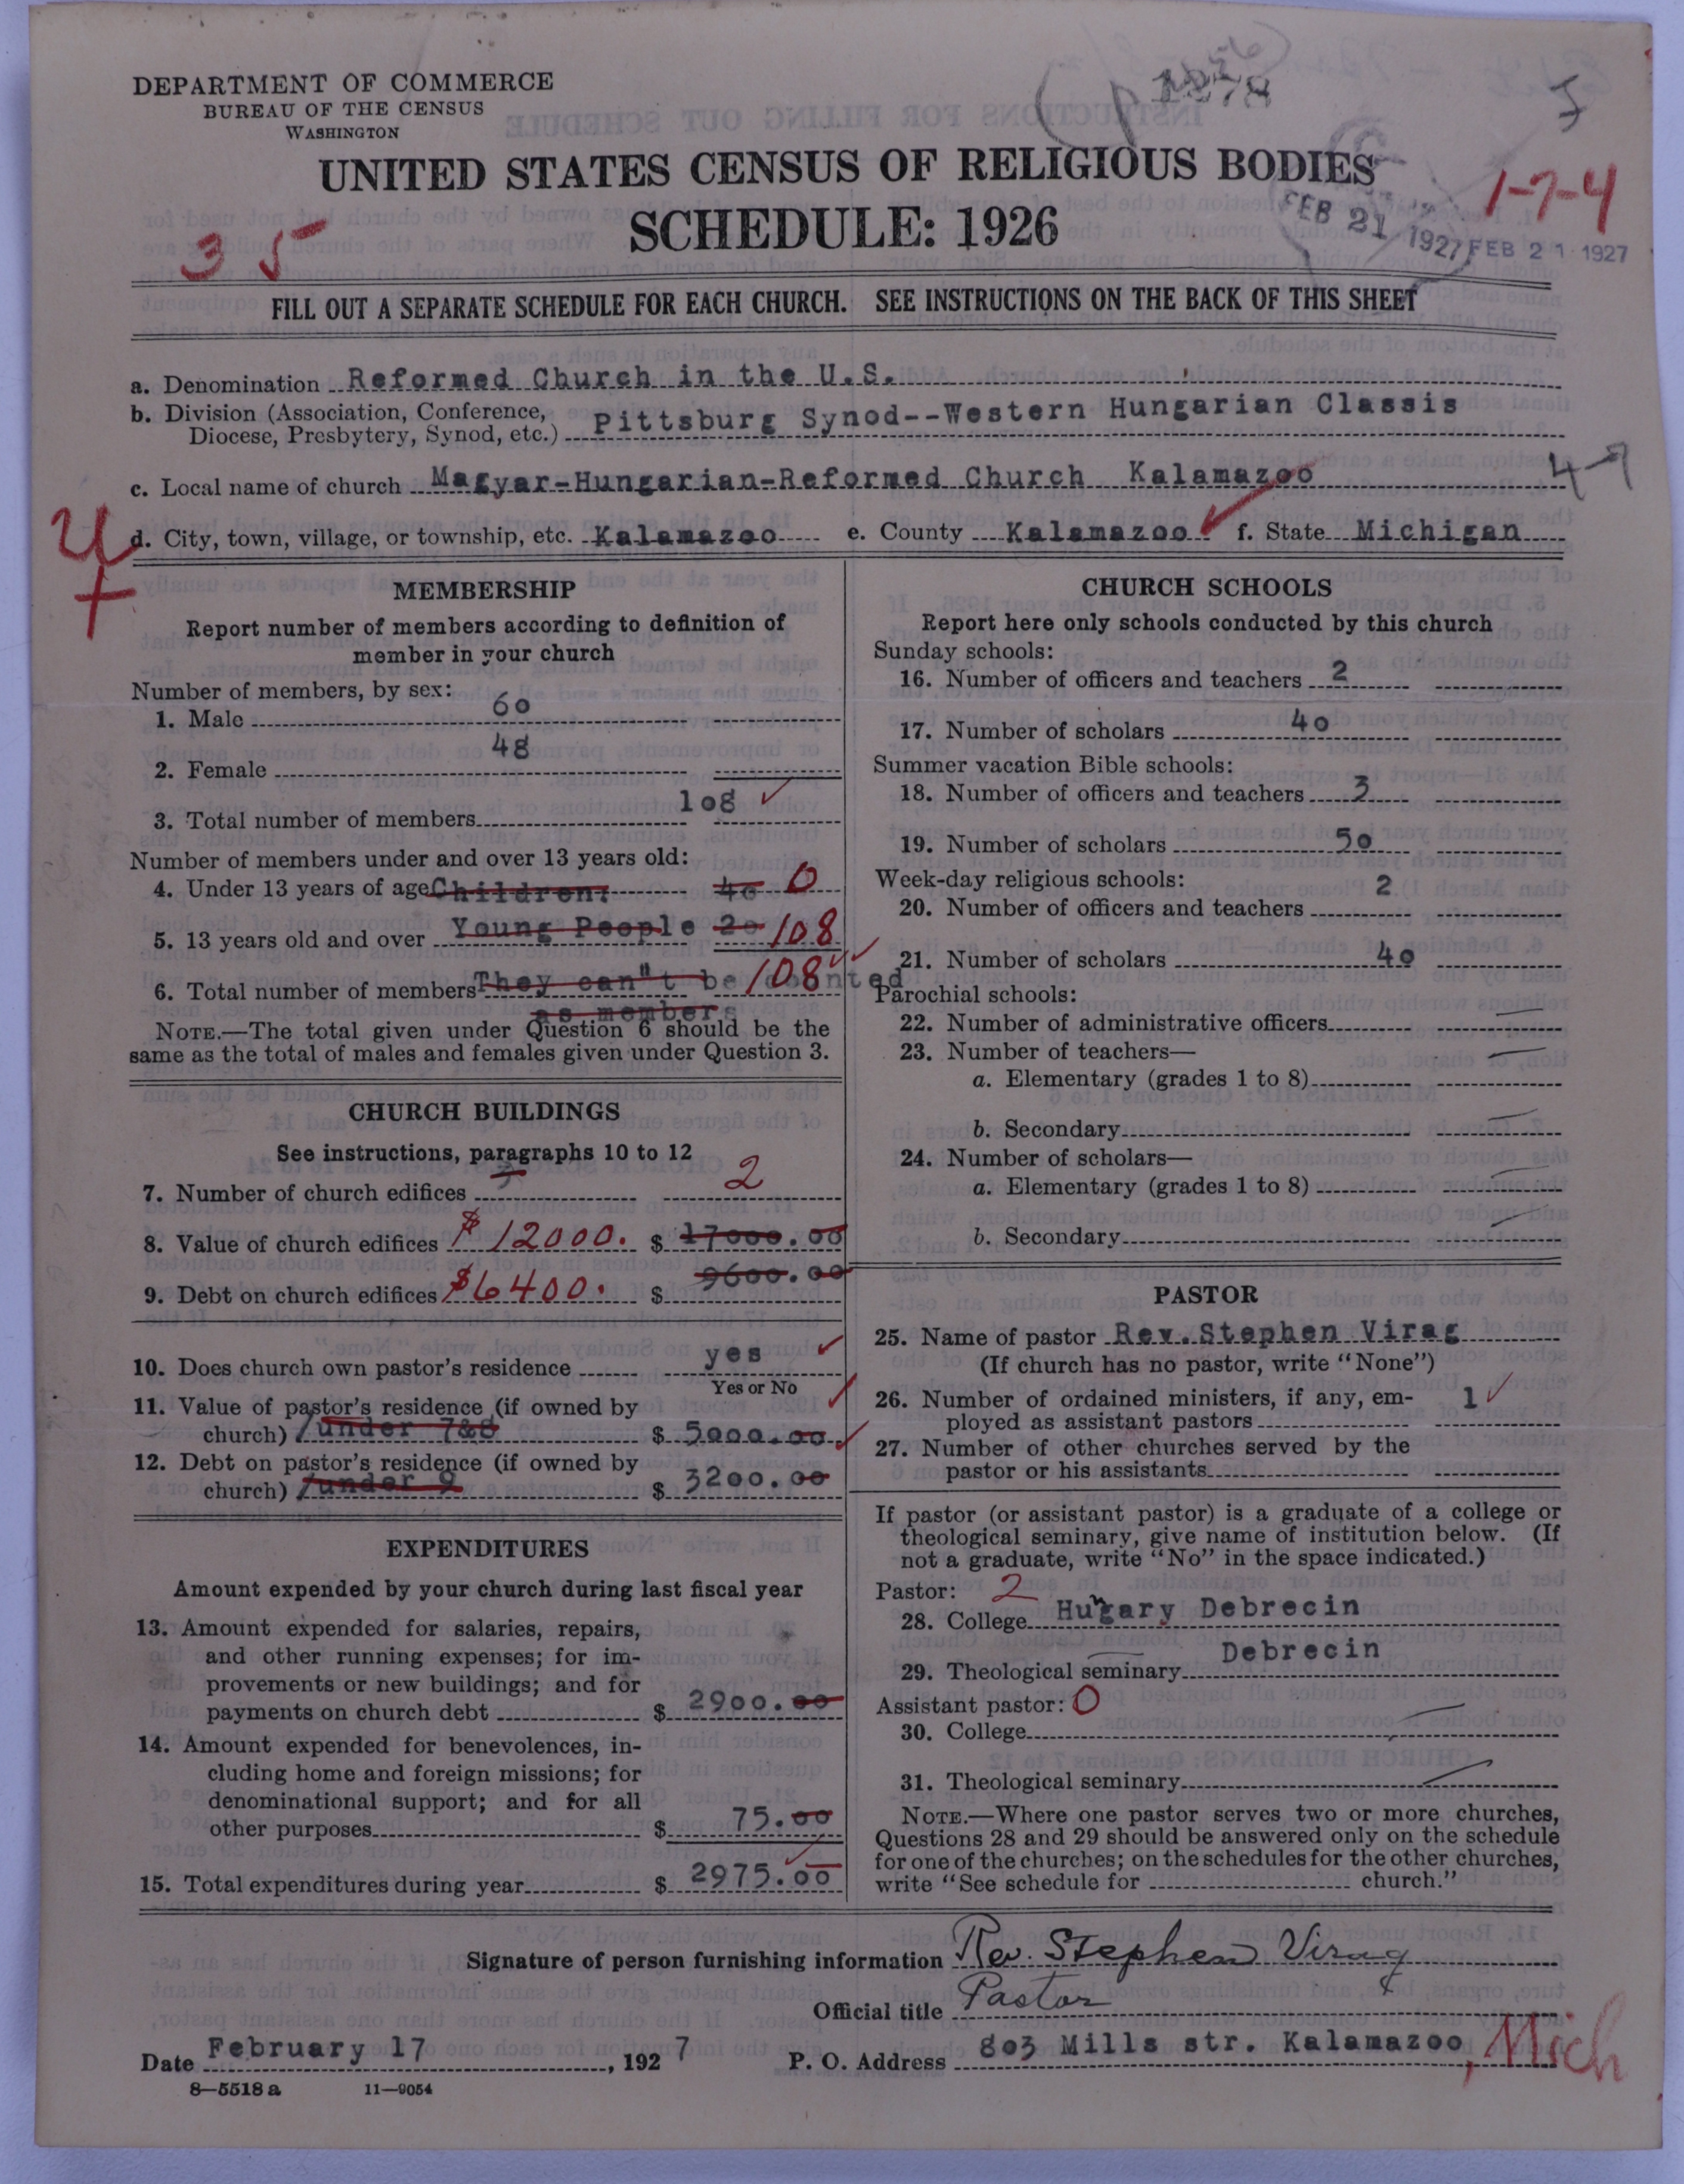 DEPARTMENT OF COMMERCE
BUREAU OF THE CENSUS
WASHINGTON
UNITED STATES CENSUS OF RELIGIOUS BODIES
1-7-4
SCHEDULE: 1926
FEB 21 1927
FEB 21 1927
35
FILL OUT A SEPARATE SCHEDULE FOR EACH CHURCH. SEE INSTRUCTIONS ON THE BACK OF THIS SHEET
a. Denomination Reformed Church in the U.S.
b. Division (Association, Conference, Diocese, Presbytery, Synod, etc.) Pittsburg Synod--Western Hungarian Classis
c. Local name of church Magyar-Hungarian-Reformed Church Kalamazoo 4-7
d. City, town, village, or township, etc. Kalamazoo e. County Kalamazoo f. State Michigan
MEMBERSHIP
Report number of members according to definition of
member in your church
Number of members, by sex:
1. Male 60
2. Female 48
3. Total number of members 108
Number of members under and over 13 years old:
4. Under 13 years of age Children: 40 0
5. 13 years old and over Young People 20 108
6. Total number of members They can"t be counted 108
as members
NOTE.—The total given under Question 6 should be the
same as the total of males and females given under Question 3.
CHURCH BUILDINGS
See instructions, paragraphs 10 to 12
7. Number of church edifices 2
8. Value of church edifices $12000. $ 17000.00
9. Debt on church edifices $6400. $ 9600.00
10. Does church own pastor's residence yes
Yes or No
11. Value of pastor's residence (if owned by
church) /under 7&8 $ 5000.00
12. Debt on pastor's residence (if owned by
church) /under 9 $ 3200.00
EXPENDITURES
Amount expended by your church during last fiscal year
13. Amount expended for salaries, repairs,
and other running expenses; for im-
provements or new buildings; and for
payments on church debt $ 2900.00
14. Amount expended for benevolences, in-
cluding home and foreign missions; for
denominational support; and for all
other purposes $ 75.00
15. Total expenditures during year $ 2975.00
CHURCH SCHOOLS
Report here only schools conducted by this church
Sunday schools:
16. Number of officers and teachers 2
17. Number of scholars 40
Summer vacation Bible schools:
18. Number of officers and teachers 3
19. Number of scholars 50
Week-day religious schools:
20. Number of officers and teachers 2
21. Number of scholars 40
Parochial schools:
22. Number of administrative officers
23. Number of teachers—
a. Elementary (grades 1 to 8)
b. Secondary
24. Number of scholars—
a. Elementary (grades 1 to 8)
b. Secondary
PASTOR
25. Name of pastor Rev. Stephen Virag
(If church has no pastor, write "None")
26. Number of ordained ministers, if any, em-
ployed as assistant pastors 1
27. Number of other churches served by the
pastor or his assistants
If pastor (or assistant pastor) is a graduate of a college or
theological seminary, give name of institution below. (If
not a graduate, write "No" in the space indicated.)
Pastor: 2
28. College Hungary Debrecin
29. Theological seminary Debrecin
Assistant pastor: 0
30. College
31. Theological seminary
NOTE.—Where one pastor serves two or more churches,
Questions 28 and 29 should be answered only on the schedule
for one of the churches; on the schedules for the other churches,
write "See schedule for church."
Signature of person furnishing information Rev. Stephen Virag
Official title Pastor
Date February 17, 1927 P. O. Address 803 Mills str. Kalamazoo, Mich
8—5518 a 11—9054